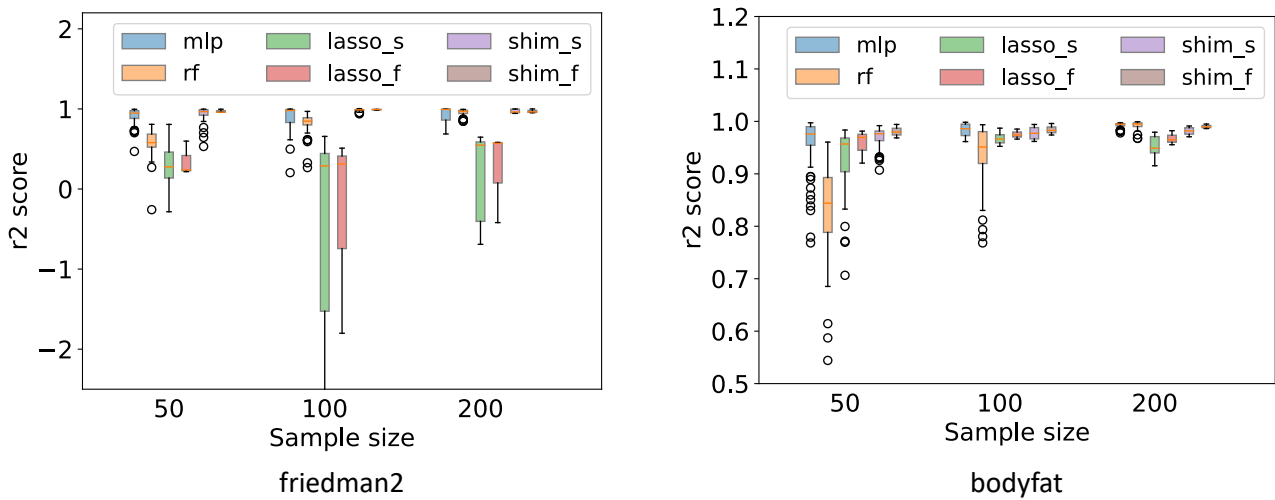 2
1
0
−1
−2
r2 score
mlp
rf
lasso_s
lasso_f
shim_s
shim_f
50
100
200
Sample size
friedman2
1.2
1.1
1.0
0.9
0.8
0.7
0.6
0.5
r2 score
mlp
rf
lasso_s
lasso_f
shim_s
shim_f
50
100
200
Sample size
bodyfat